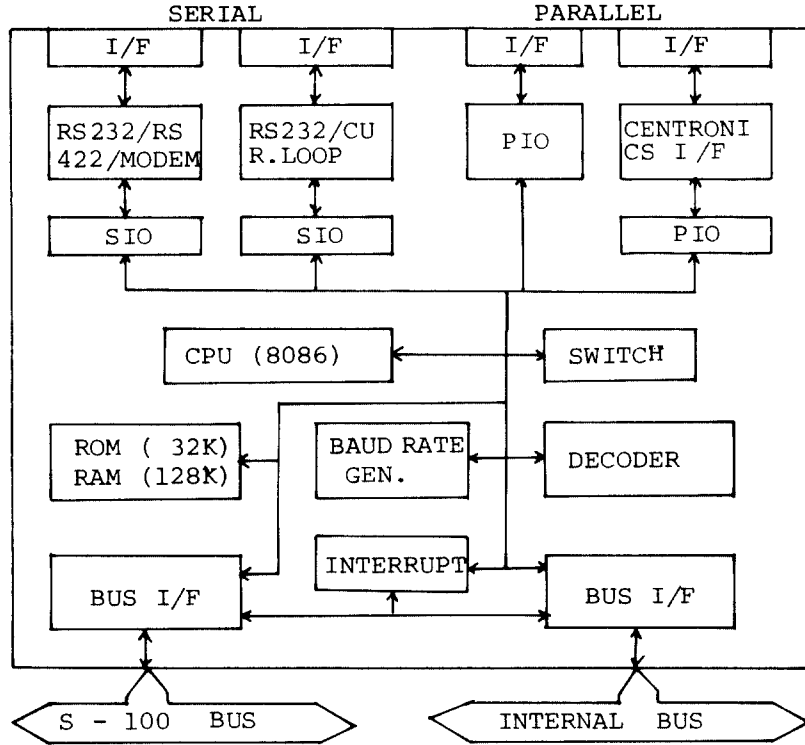 SERIAL PARALLEL
I/F I/F I/F I/F
RS232/RS
422/MODEM
RS232/CU
R.LOOP
PIO
CENTRONI
CS I/F
SIO SIO PIO
CPU (8086) SWITCH
ROM ( 32K)
RAM (128K)
BAUD RATE
GEN.
DECODER
INTERRUPT
BUS I/F BUS I/F
S - 100 BUS INTERNAL BUS